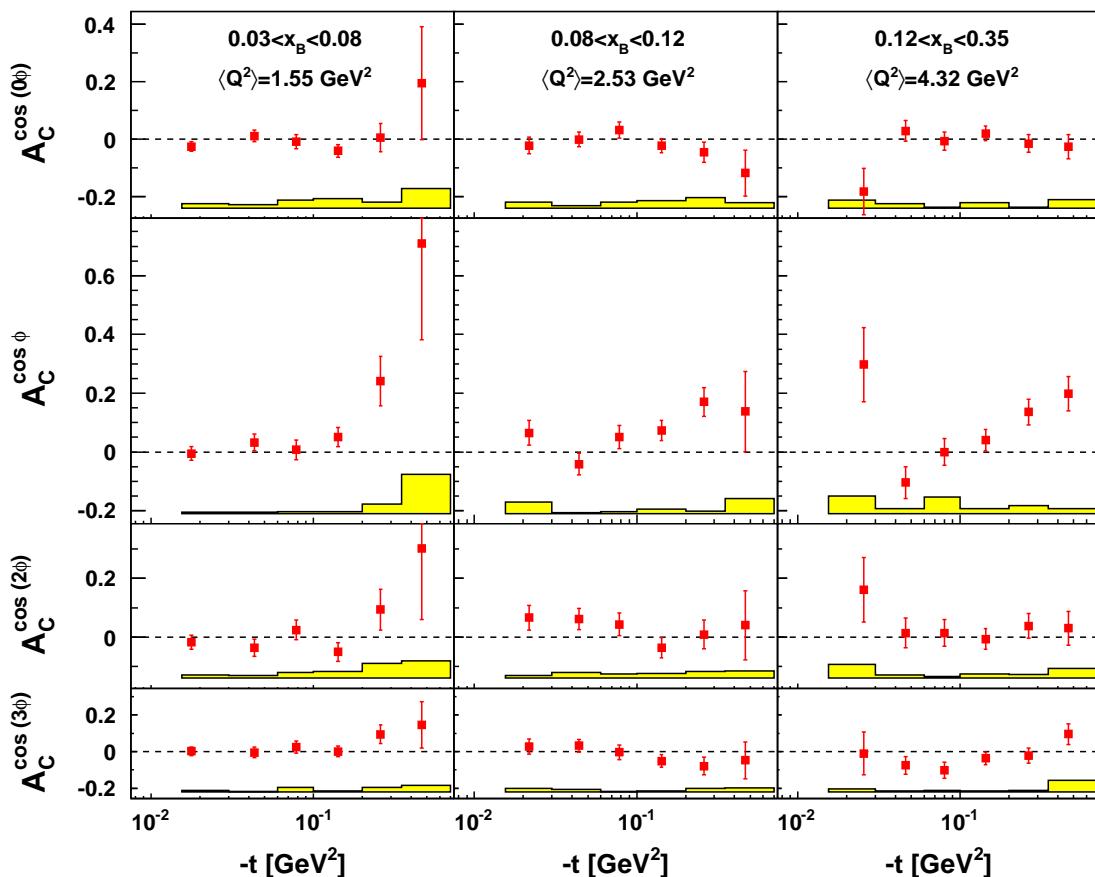 0.03<x_B<0.08 0.08<x_B<0.12 0.12<x_B<0.35
⟨Q²⟩=1.55 GeV² ⟨Q²⟩=2.53 GeV² ⟨Q²⟩=4.32 GeV²
A_C^cos (0ϕ)
0.4
0.2
0
-0.2
A_C^cos ϕ
0.6
0.4
0.2
0
-0.2
A_C^cos (2ϕ)
0.2
0
A_C^cos (3ϕ)
0.2
0
-0.2
10⁻² 10⁻¹ 10⁻² 10⁻¹ 10⁻² 10⁻¹
-t [GeV²] -t [GeV²] -t [GeV²]